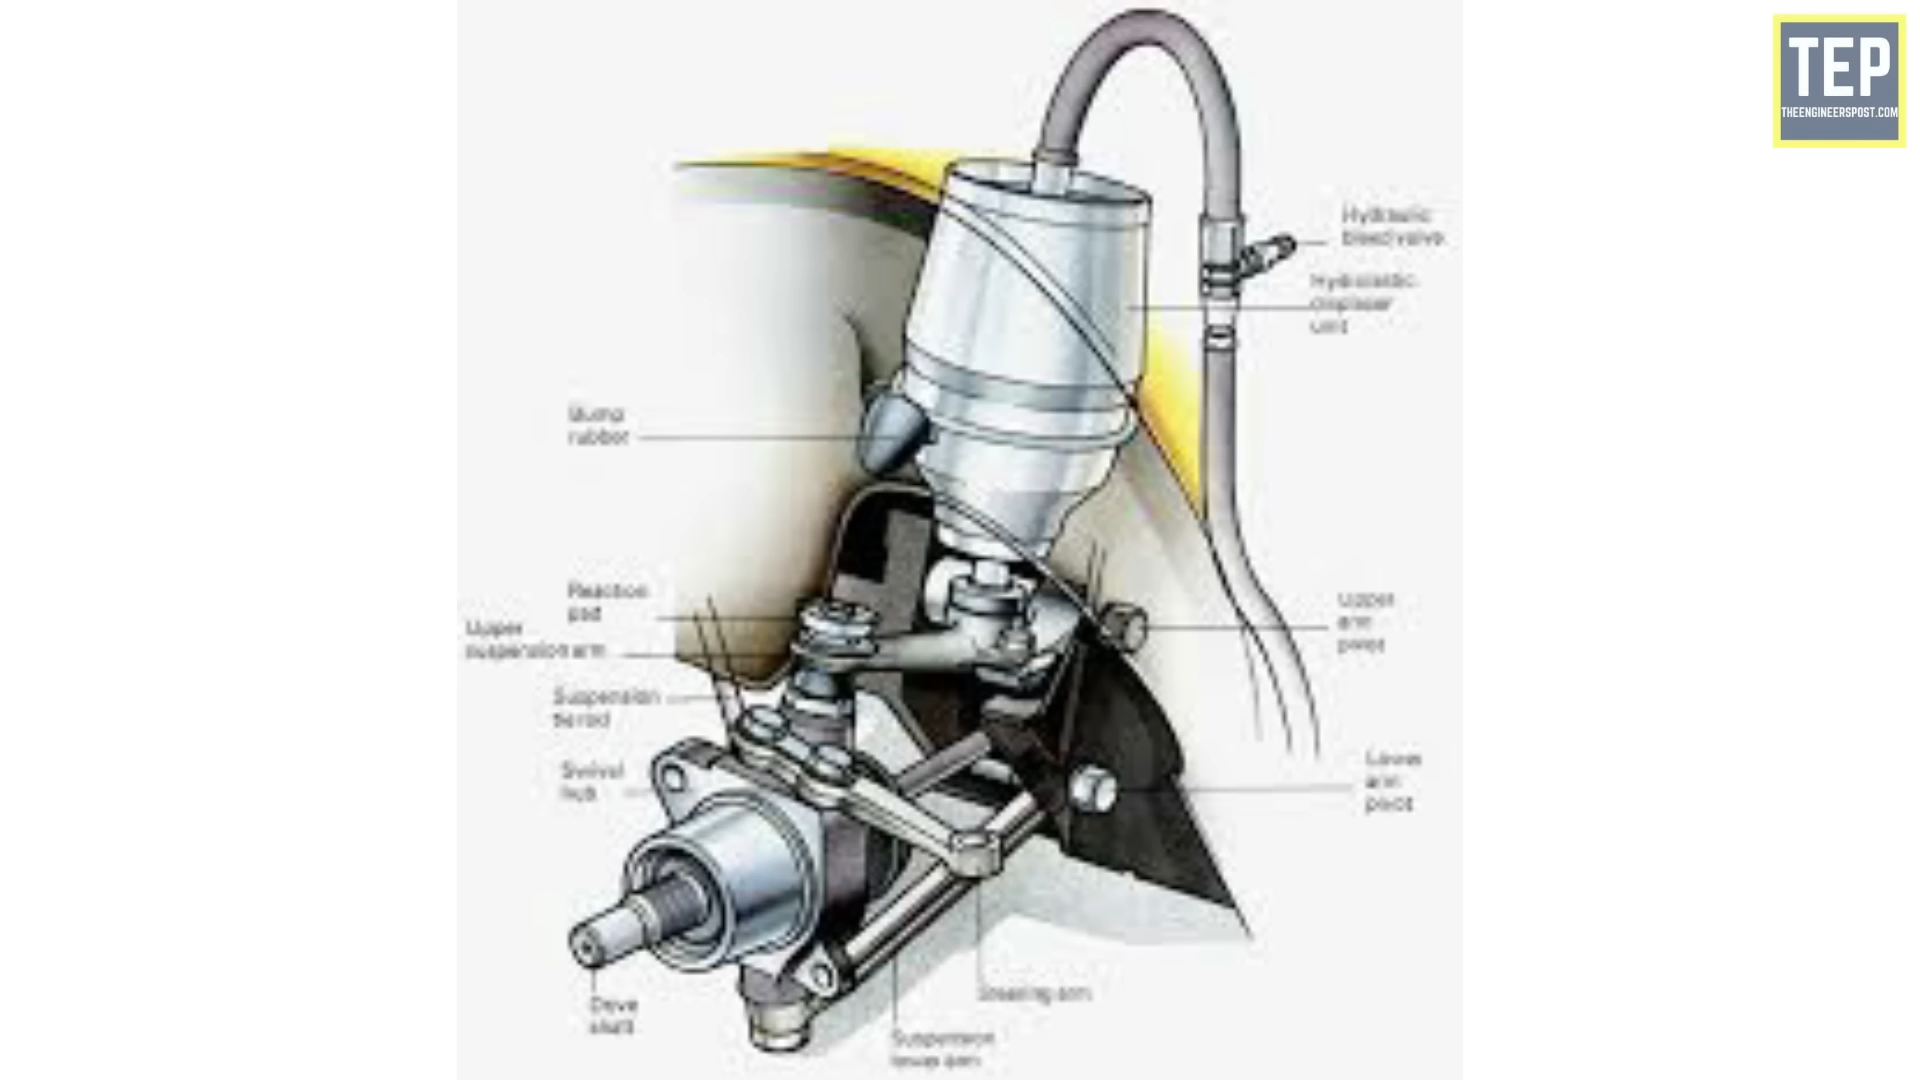 TEP
THEENGINEERSPOST.COM
Hydraulic
bleed valve
Hydrolastic
displacer
unit
Bump
rubber
Reaction
pad
Upper
suspension arm
Upper
arm
pivot
Suspension
tie rod
Swivel
hub
Lower
arm
pivot
Drive
shaft
Steering arm
Suspension
lower arm